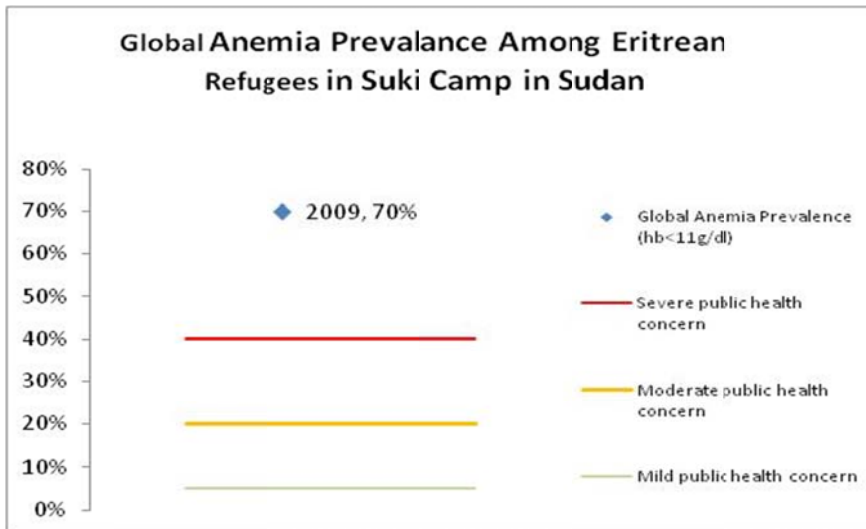 Global Anemia Prevalance Among Eritrean
Refugees in Suki Camp in Sudan
80%
70%
60%
50%
40%
30%
20%
10%
0%
2009, 70%
Global Anemia Prevalence
(hb<11g/dl)
Severe public health
concern
Moderate public health
concern
Mild public health concern